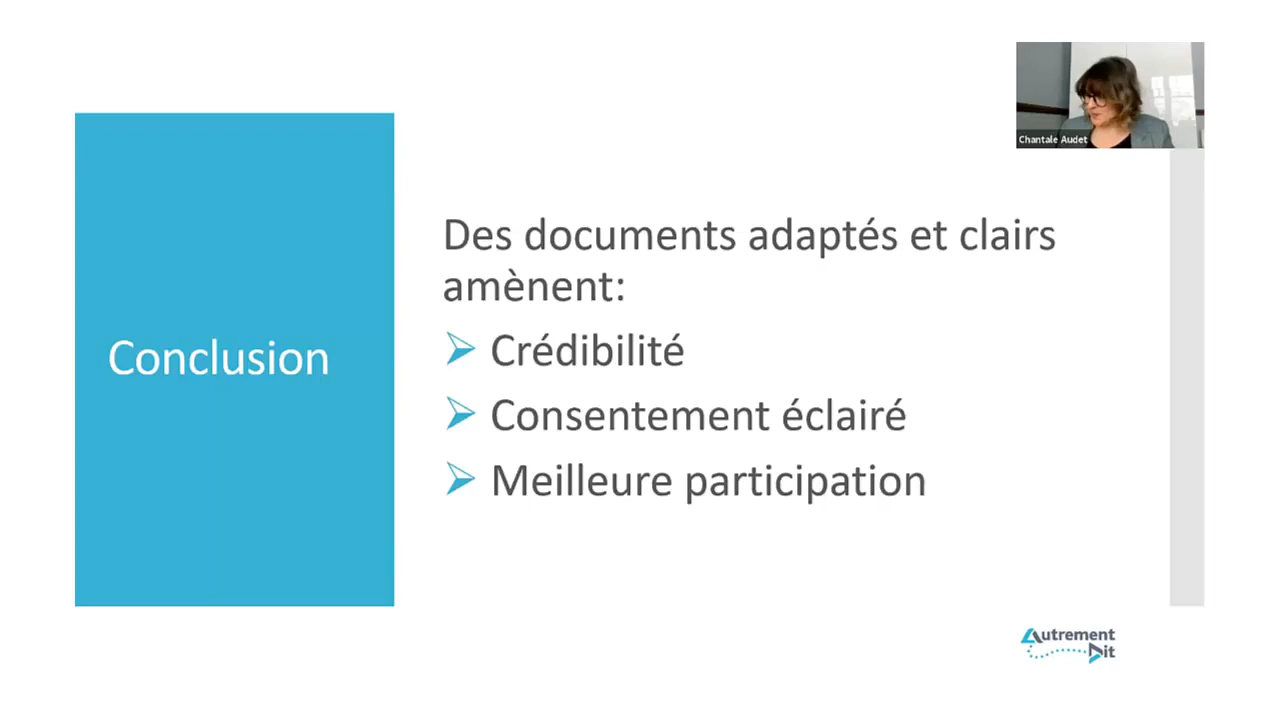 Chantale Audet
Des documents adaptés et clairs
amènent:
Conclusion
Crédibilité
Consentement éclairé
Meilleure participation
Autrement
Dit